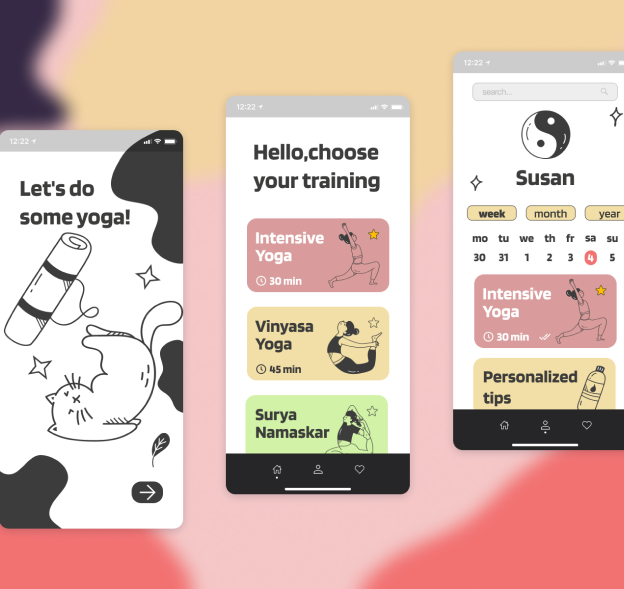 12:22
Let's do
some yoga!
12:22
Hello,choose
your training
Intensive
Yoga
30 min
Vinyasa
Yoga
45 min
Surya
Namaskar
12:22
search...
Susan
week month year
mo tu we th fr sa su
30 31 1 2 3 4 5
Intensive
Yoga
30 min
Personalized
tips